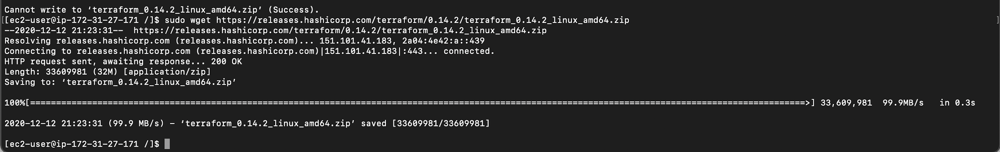 Cannot write to ‘terraform_0.14.2_linux_amd64.zip’ (Success).
[[ec2-user@ip-172-31-27-171 /]$ sudo wget https://releases.hashicorp.com/terraform/0.14.2/terraform_0.14.2_linux_amd64.zip ]
--2020-12-12 21:23:31--  https://releases.hashicorp.com/terraform/0.14.2/terraform_0.14.2_linux_amd64.zip
Resolving releases.hashicorp.com (releases.hashicorp.com)... 151.101.41.183, 2a04:4e42:a::439
Connecting to releases.hashicorp.com (releases.hashicorp.com)|151.101.41.183|:443... connected.
HTTP request sent, awaiting response... 200 OK
Length: 33609981 (32M) [application/zip]
Saving to: ‘terraform_0.14.2_linux_amd64.zip’
100%[======================================================================================================================================================>] 33,609,981  99.9MB/s   in 0.3s
2020-12-12 21:23:31 (99.9 MB/s) - ‘terraform_0.14.2_linux_amd64.zip’ saved [33609981/33609981]
[ec2-user@ip-172-31-27-171 /]$